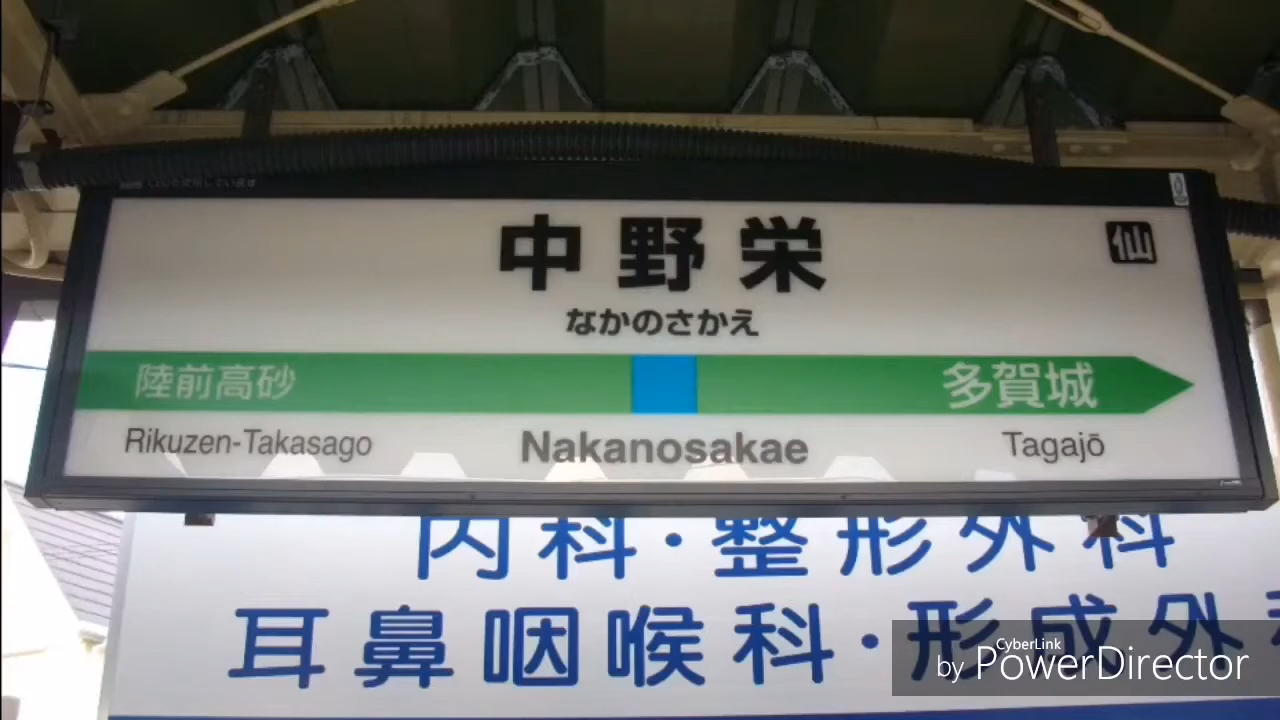 中野栄
仙
なかのさかえ
陸前高砂 多賀城
Rikuzen-Takasago Nakanosakae Tagajō
内科・整形外科
耳鼻咽喉科・形成外
CyberLink
by PowerDirector